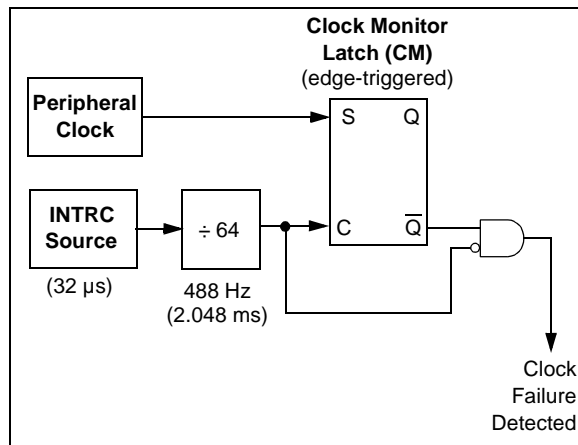 Clock Monitor
Latch (CM)
(edge-triggered)
Peripheral
Clock
S
Q
INTRC
Source
(32 μs)
÷ 64
488 Hz
(2.048 ms)
C
Q̅
Clock
Failure
Detected